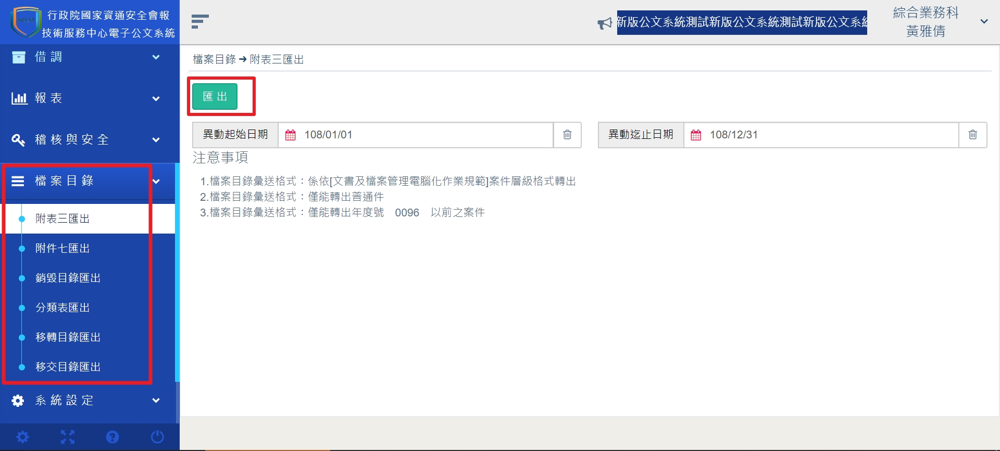 NCCST
行政院國家資通安全會報
技術服務中心電子公文系統
新版公文系統測試新版公文系統測試新版公文系統
綜合業務科
黃雅倩
借調
報表
稽核與安全
檔案目錄
附表三匯出
附件七匯出
銷毀目錄匯出
分類表匯出
移轉目錄匯出
移交目錄匯出
系統設定
檔案目錄➔附表三匯出
匯出
異動起始日期 108/01/01
異動迄止日期 108/12/31
注意事項
1.檔案目錄彙送格式：係依[文書及檔案管理電腦化作業規範]案件層級格式轉出
2.檔案目錄彙送格式：僅能轉出普通件
3.檔案目錄彙送格式：僅能轉出年度號 0096 以前之案件